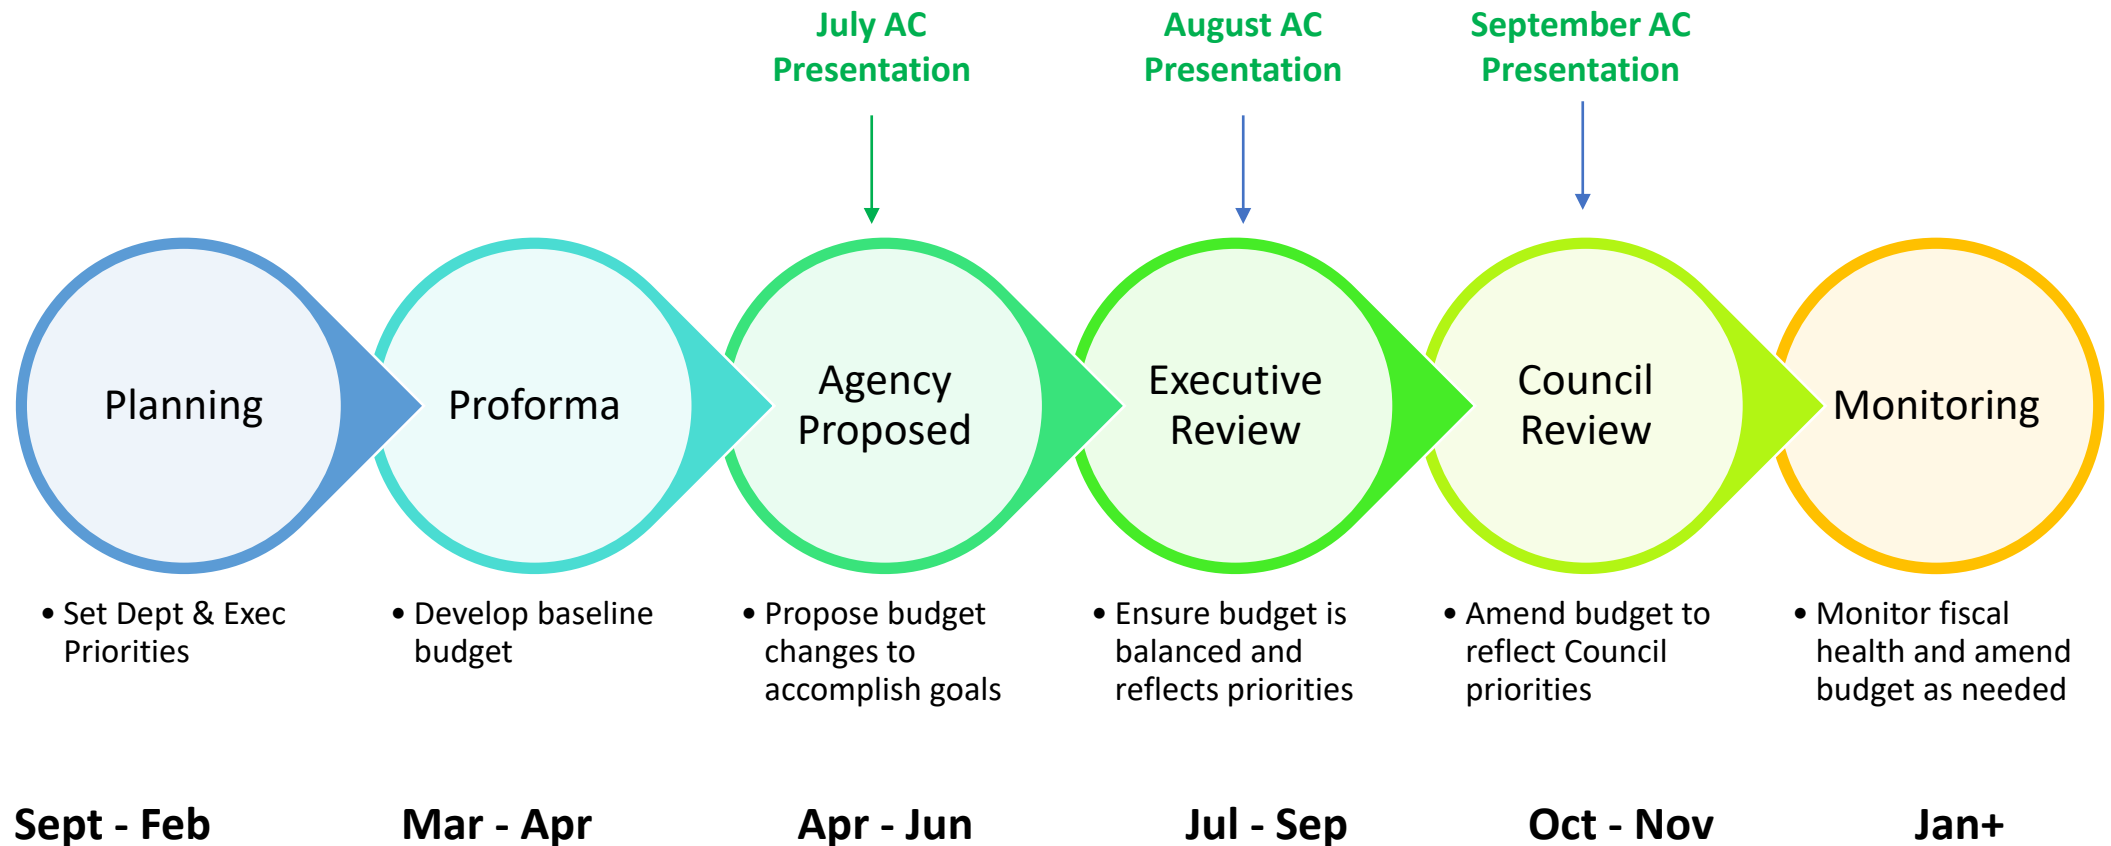 July AC
Presentation
August AC
Presentation
September AC
Presentation
Planning
Proforma
Agency
Proposed
Executive
Review
Council
Review
Monitoring
• Set Dept & Exec
Priorities
• Develop baseline
budget
• Propose budget
changes to
accomplish goals
• Ensure budget is
balanced and
reflects priorities
• Amend budget to
reflect Council
priorities
• Monitor fiscal
health and amend
budget as needed
Sept - Feb
Mar - Apr
Apr - Jun
Jul - Sep
Oct - Nov
Jan+